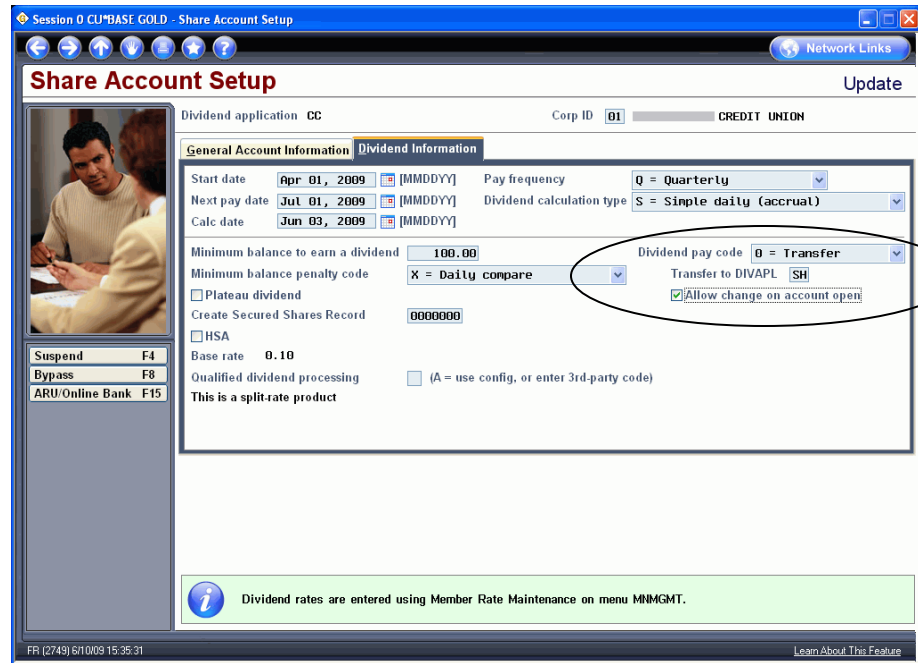 Session 0 CU*BASE GOLD - Share Account Setup
Network Links
Share Account Setup
Update
Dividend application CC
Corp ID 01 CREDIT UNION
General Account Information Dividend Information
Start date Apr 01, 2009 [MMDDYY] Pay frequency Q = Quarterly
Next pay date Jul 01, 2009 [MMDDYY] Dividend calculation type S = Simple daily (accrual)
Calc date Jun 03, 2009 [MMDDYY]
Minimum balance to earn a dividend 100.00 Dividend pay code 0 = Transfer
Minimum balance penalty code X = Daily compare Transfer to DIVAPL SH
Plateau dividend Allow change on account open
Create Secured Shares Record 0000000
HSA
Suspend F4 Base rate 0.10
Bypass F8 Qualified dividend processing (A = use config, or enter 3rd-party code)
ARU/Online Bank F15 This is a split-rate product
Dividend rates are entered using Member Rate Maintenance on menu MNMGMT.
FR (2749) 6/10/09 15:35:31 Learn About This Feature